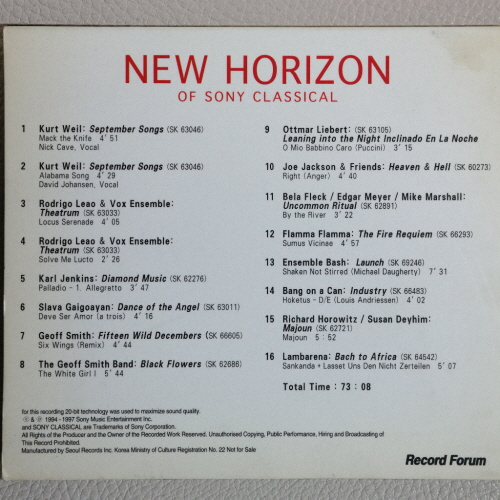 NEW HORIZON
OF SONY CLASSICAL
1 Kurt Weil: September Songs (SK 63046)
Mack the Knife 4´ 51
Nick Cave, Vocal
2 Kurt Weil: September Songs (SK 63046)
Alabama Song 4´ 29
David Johansen, Vocal
3 Rodrigo Leao & Vox Ensemble:
Theatrum (SK 63033)
Locus Serenade 4´ 05
4 Rodrigo Leao & Vox Ensemble:
Theatrum (SK 63033)
Solve Me Lucto 2´ 26
5 Karl Jenkins: Diamond Music (SK 62276)
Palladio - 1. Allegretto 3´ 47
6 Slava Gaigoayan: Dance of the Angel (SK 63011)
Deve Ser Amor (a trois) 4´ 16
7 Geoff Smith: Fifteen Wild Decembers (SK 66605)
Six Wings (Remix) 4´ 44
8 The Geoff Smith Band: Black Flowers (SK 62686)
The White Girl I 5´ 44
9 Ottmar Liebert: (SK 63105)
Leaning into the Night Inclinado En La Noche
O Mio Babbino Caro (Puccini) 3´ 15
10 Joe Jackson & Friends: Heaven & Hell (SK 60273)
Right (Anger) 4´ 40
11 Bela Fleck / Edgar Meyer / Mike Marshall:
Uncommon Ritual (SK 62891)
By the River 3´ 22
12 Flamma Flamma: The Fire Requiem (SK 66293)
Sumus Vicinae 4´ 57
13 Ensemble Bash: Launch (SK 69246)
Shaken Not Stirred (Michael Daugherty) 7´ 31
14 Bang on a Can: Industry (SK 66483)
Hoketus - D/E (Louis Andriessen) 4´ 02
15 Richard Horowitz / Susan Deyhim:
Majoun (SK 62721)
Majoun 5 : 52
16 Lambarena: Bach to Africa (SK 64542)
Sankanda + Lasset Uns Den Nicht Zerteilen 5´ 07
Total Time : 73 : 08
for this recording 20-bit technology was used to maximize sound quality.
℗ & © 1994 - 1997 Sony Music Entertainment Inc.
and SONY CLASSICAL are Trademarks of Sony Corporation.
All Rights of the Producer and the Owner of the Recorded Work Reserved. Unauthorised Copying, Public Performance, Hiring and Broadcasting of
This Record Prohibited.
Manufactured by Seoul Records Inc. Korea Ministry of Culture Registration No. 22 Not for Sale
Record Forum